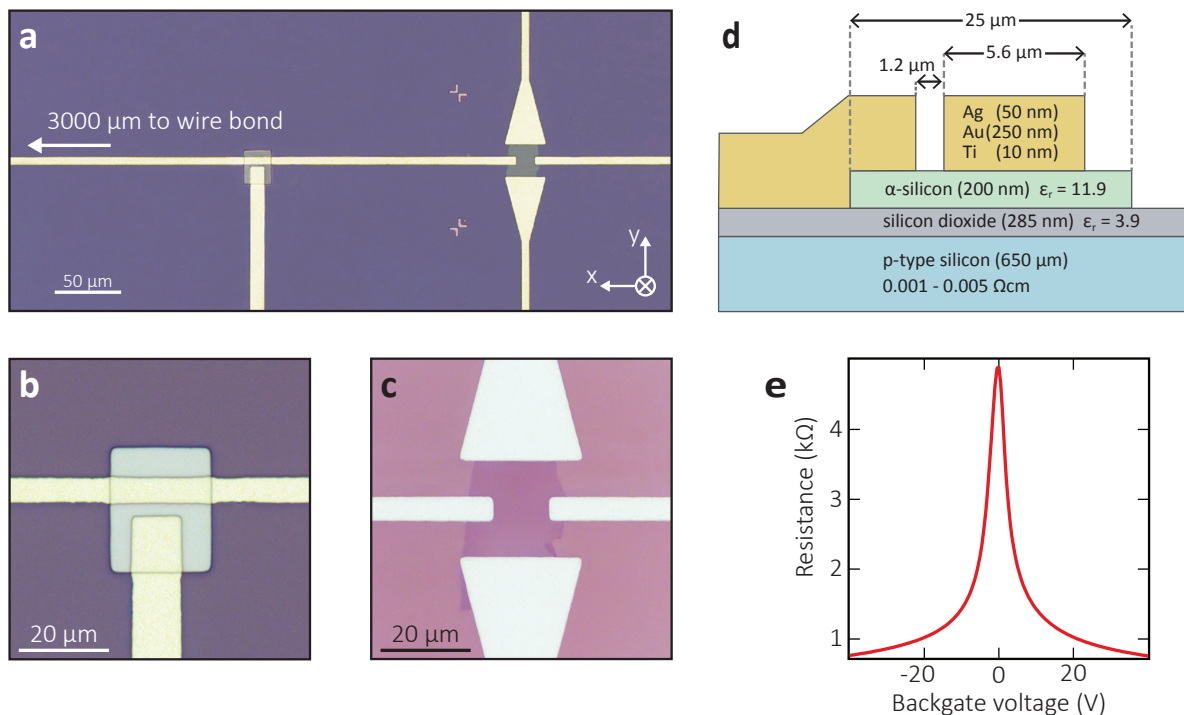 a
3000 μm to wire bond
50 μm
y
x
b
20 μm
c
20 μm
d
25 μm
1.2 μm
5.6 μm
Ag (50 nm)
Au(250 nm)
Ti (10 nm)
α-silicon (200 nm) εr = 11.9
silicon dioxide (285 nm) εr = 3.9
p-type silicon (650 μm)
0.001 - 0.005 Ωcm
e
Resistance (kΩ)
4
3
2
1
-20
0
20
Backgate voltage (V)